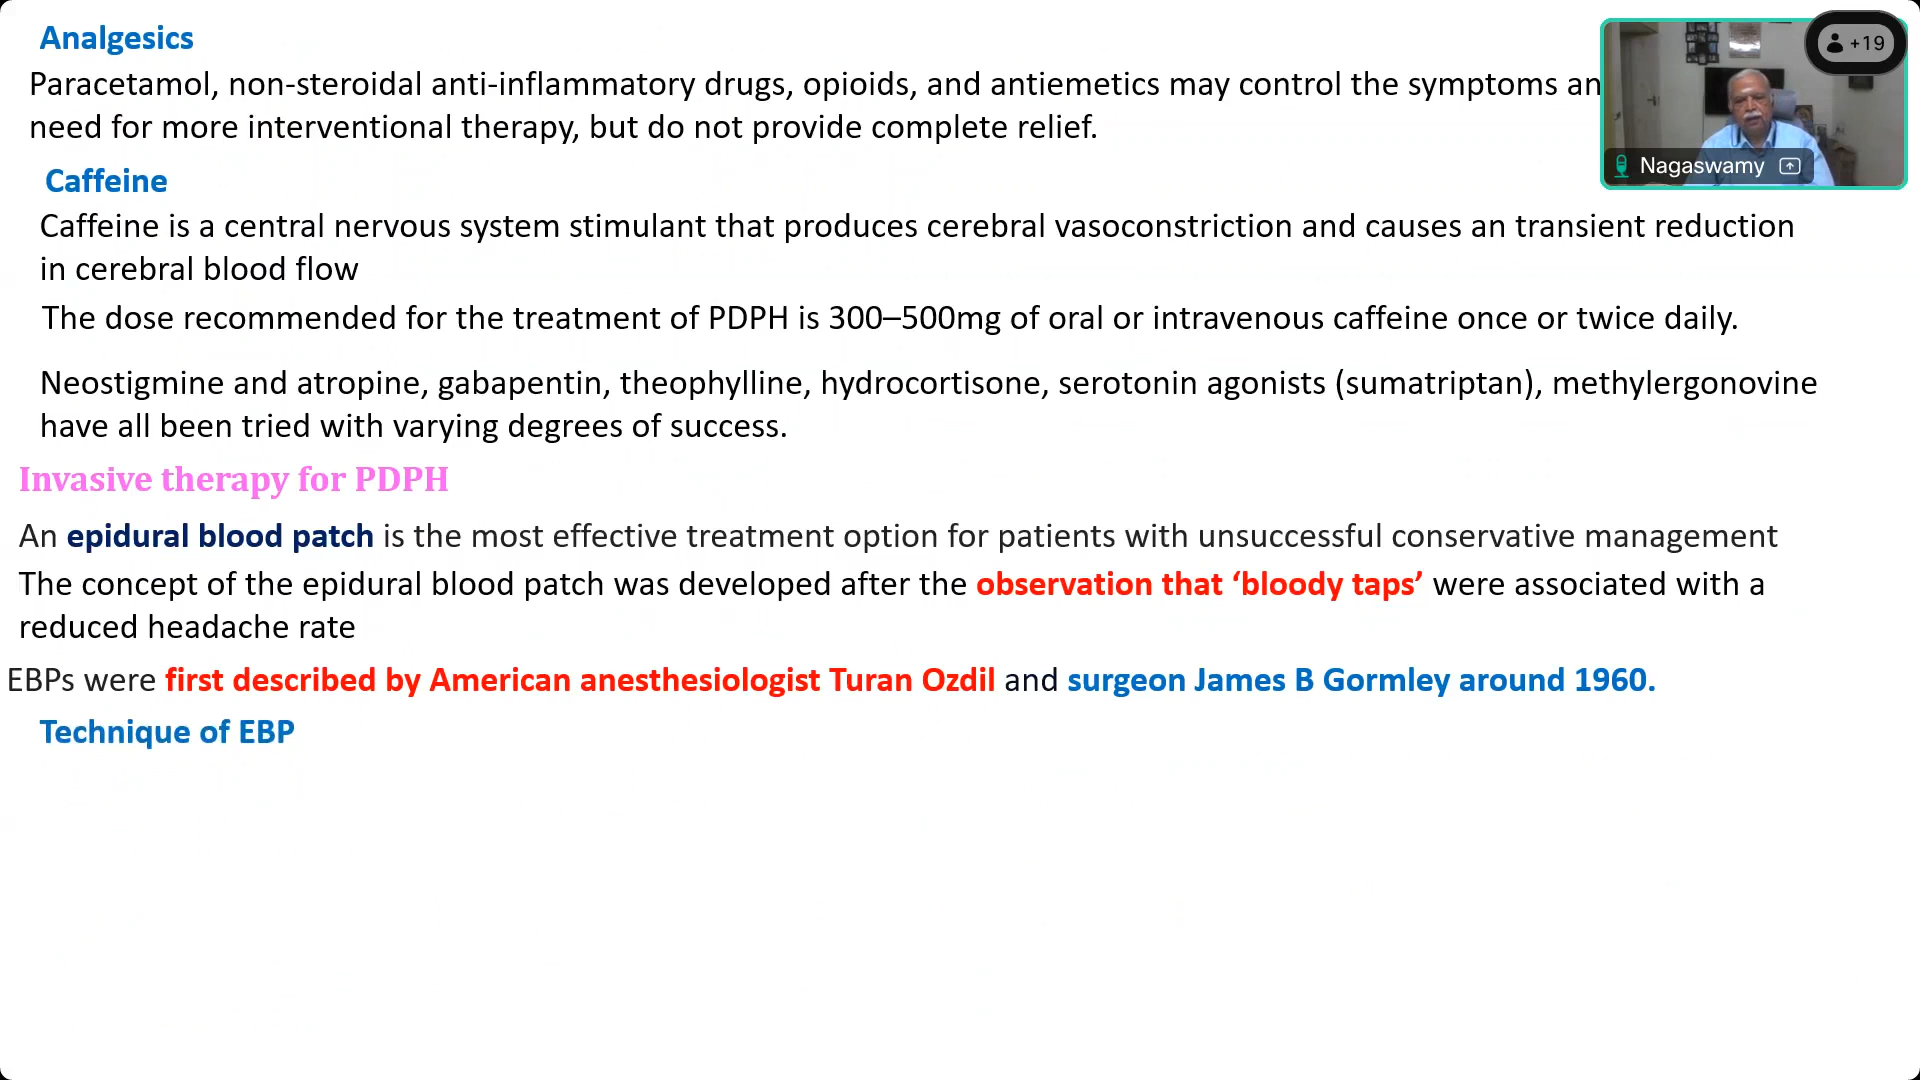 Analgesics
+19
Paracetamol, non-steroidal anti-inflammatory drugs, opioids, and antiemetics may control the symptoms
need for more interventional therapy, but do not provide complete relief.
Nagaswamy
Caffeine
Caffeine is a central nervous system stimulant that produces cerebral vasoconstriction and causes an transient reduction
in cerebral blood flow
The dose recommended for the treatment of PDPH is 300–500mg of oral or intravenous caffeine once or twice daily.
Neostigmine and atropine, gabapentin, theophylline, hydrocortisone, serotonin agonists (sumatriptan), methylergonovine
have all been tried with varying degrees of success.
Invasive therapy for PDPH
An epidural blood patch is the most effective treatment option for patients with unsuccessful conservative management
The concept of the epidural blood patch was developed after the observation that ‘bloody taps’ were associated with a
reduced headache rate
EBPs were first described by American anesthesiologist Turan Ozdil and surgeon James B Gormley around 1960.
Technique of EBP